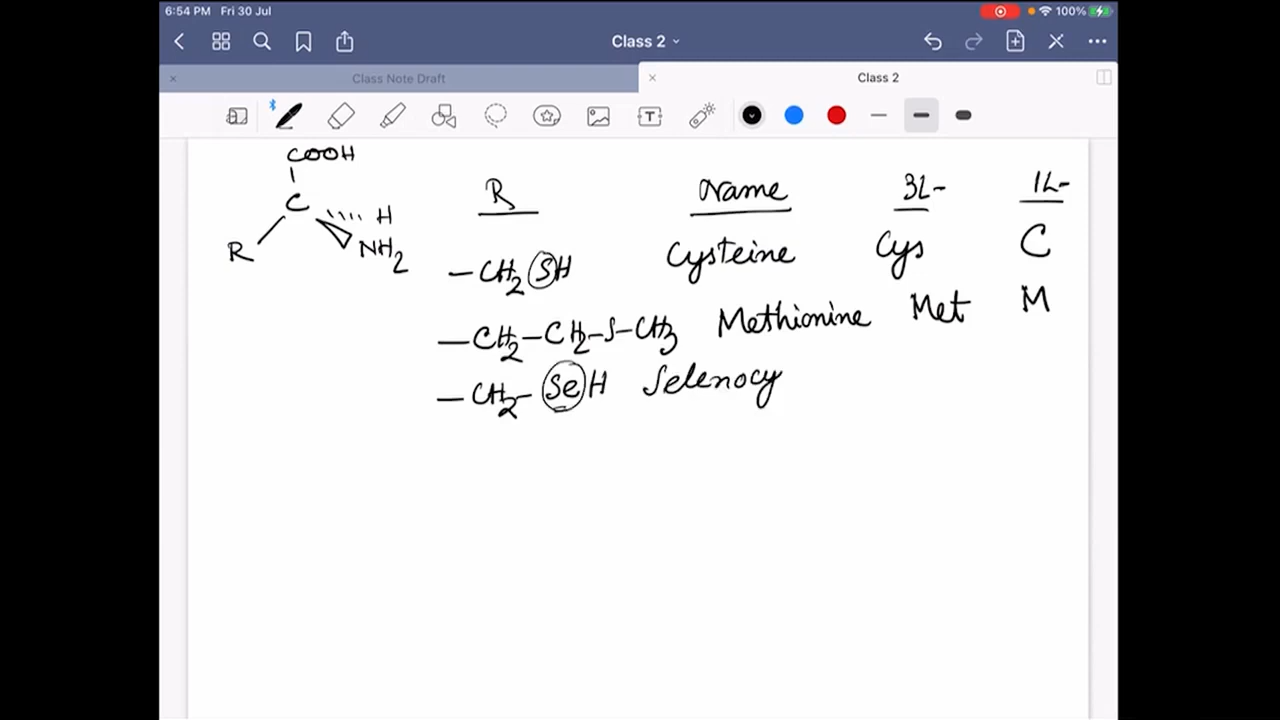 6:54 PM Fri 30 Jul
100%
Class 2
Class Note Draft
Class 2
T
COOH
C
H
R
NH2
R Name 3L- 1L-
—CH2SH Cysteine Cys C
—CH2—CH2—S—CH3 Methionine Met M
—CH2—SeH Selenocy